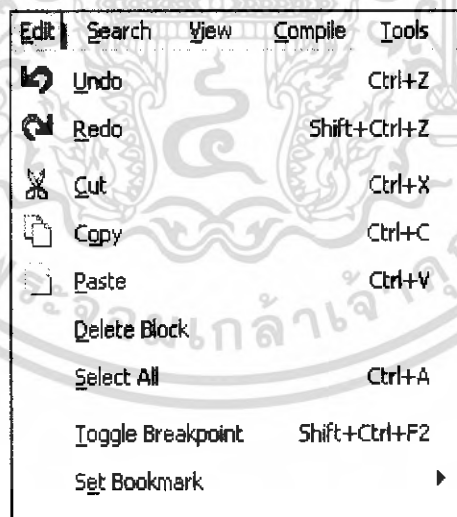 Edit Search View Compile Tools
Undo Ctrl+Z
Redo Shift+Ctrl+Z
Cut Ctrl+X
Copy Ctrl+C
Paste Ctrl+V
Delete Block
Select All Ctrl+A
Toggle Breakpoint Shift+Ctrl+F2
Set Bookmark